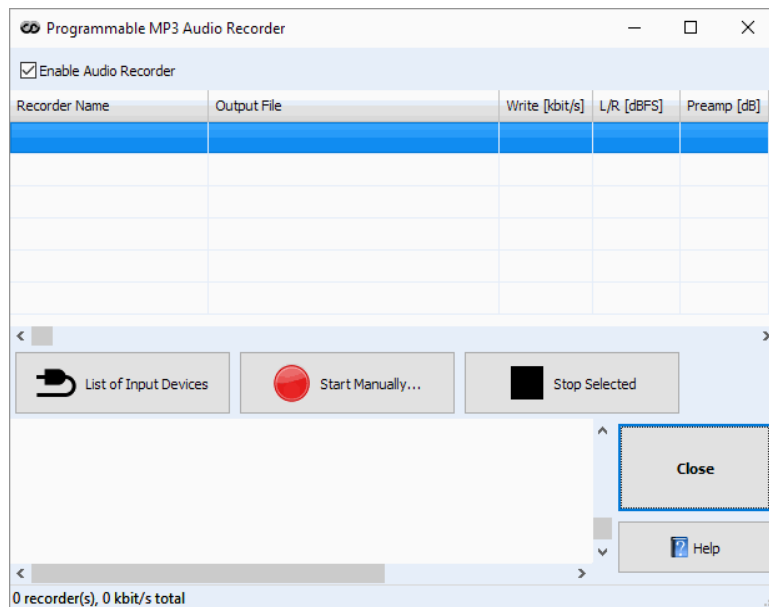 Programmable MP3 Audio Recorder
Enable Audio Recorder
Recorder Name Output File Write [kbit/s] L/R [dBFS] Preamp [dB]
List of Input Devices Start Manually... Stop Selected
Close
Help
0 recorder(s), 0 kbit/s total